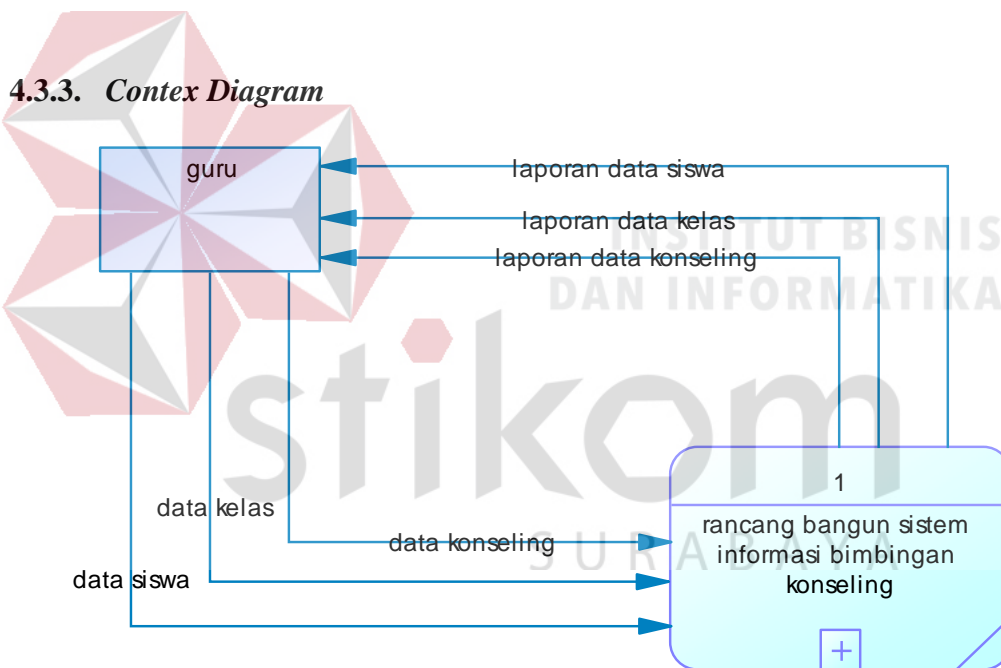 4.3.3. Contex Diagram
guru
laporan data siswa
laporan data kelas
INSTITUT BISNIS
laporan data konseling
DAN INFORMATIKA
stikom
data kelas
data konseling
SURABAYA
data siswa
1
rancang bangun sistem
informasi bimbingan
konseling
+